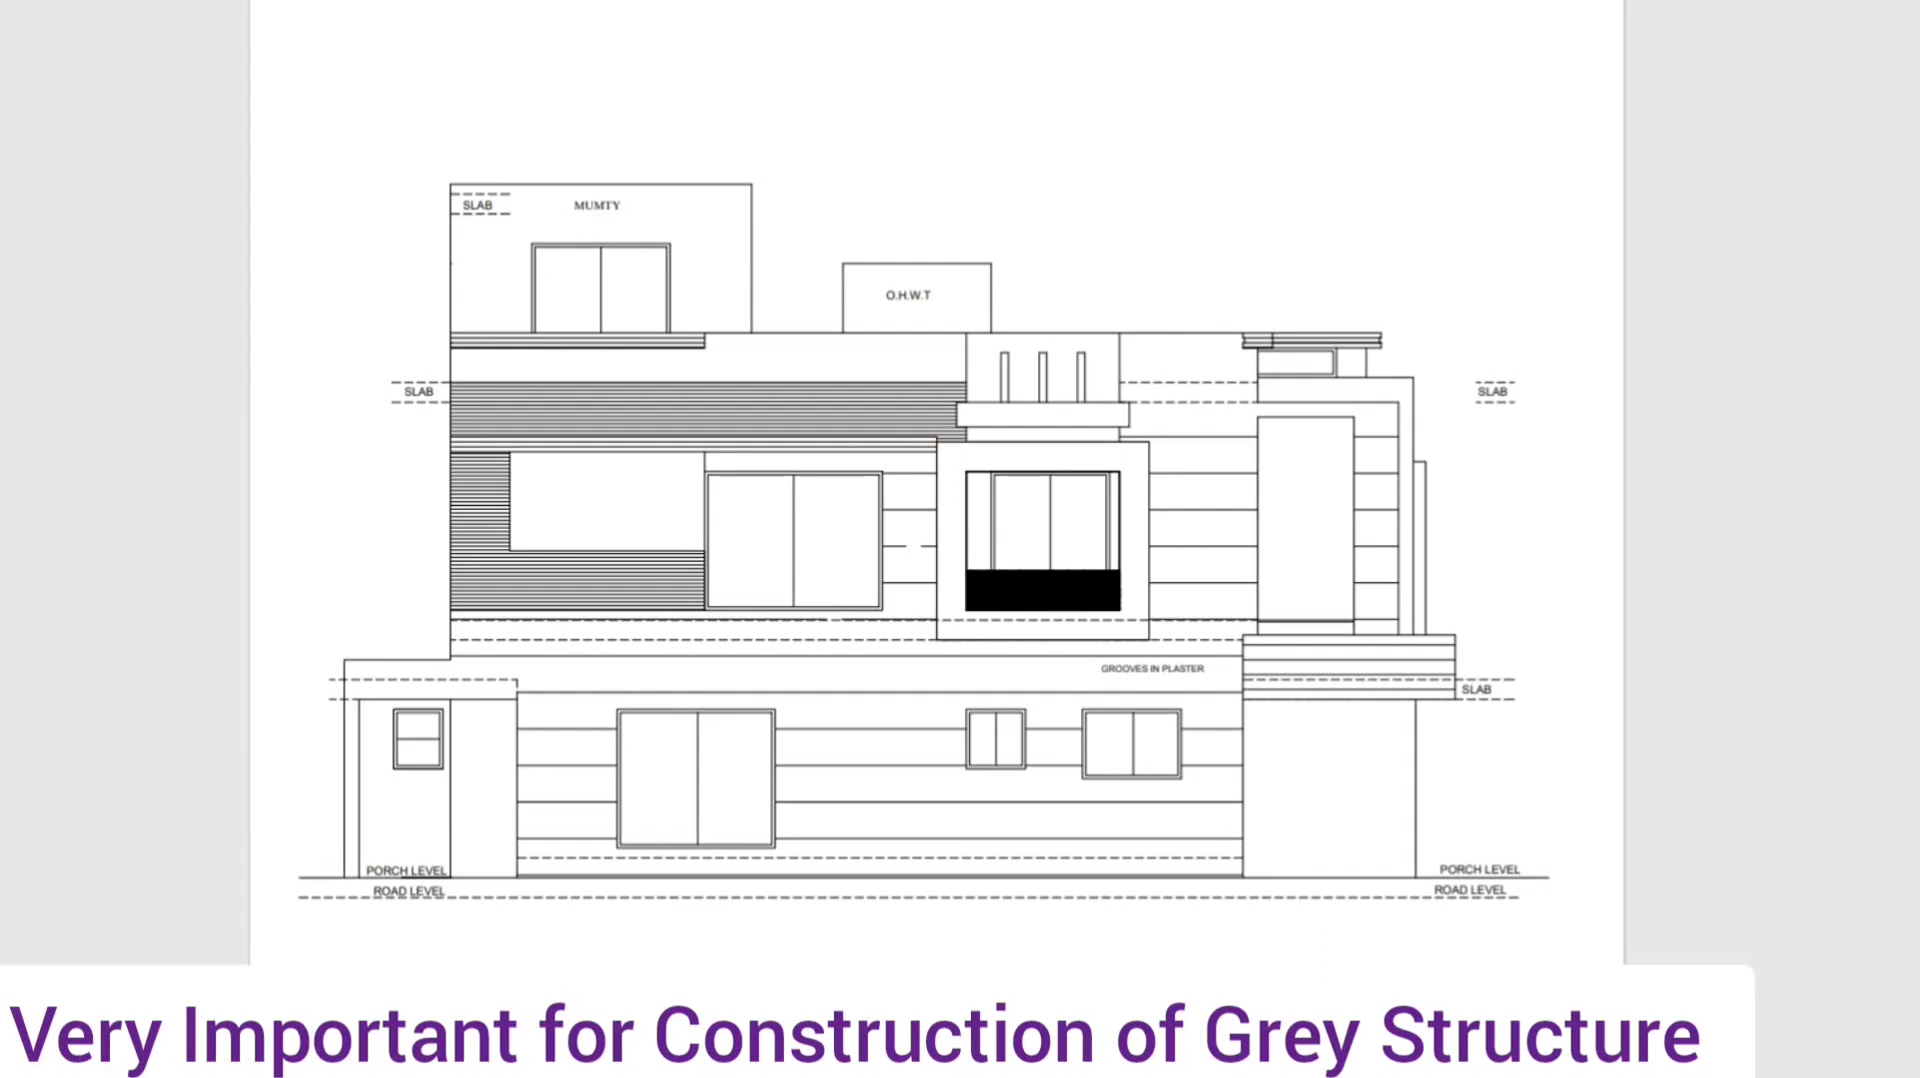 SLAB
MUMTY
O.H.W.T
SLAB
SLAB
GROOVES IN PLASTER
SLAB
PORCH LEVEL
PORCH LEVEL
ROAD LEVEL
ROAD LEVEL
Very Important for Construction of Grey Structure